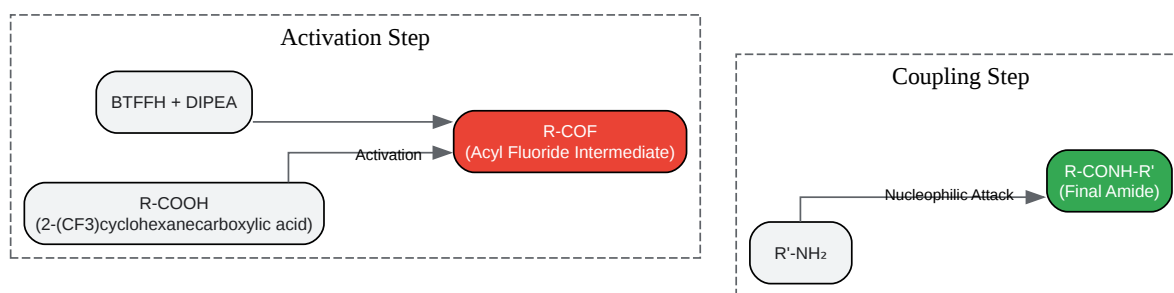 Activation Step
BTFFH + DIPEA
R-COF
(Acyl Fluoride Intermediate)
Activation
R-COOH
(2-(CF3)cyclohexanecarboxylic acid)
Coupling Step
R-CONH-R'
(Final Amide)
Nucleophilic Attack
R'-NH₂